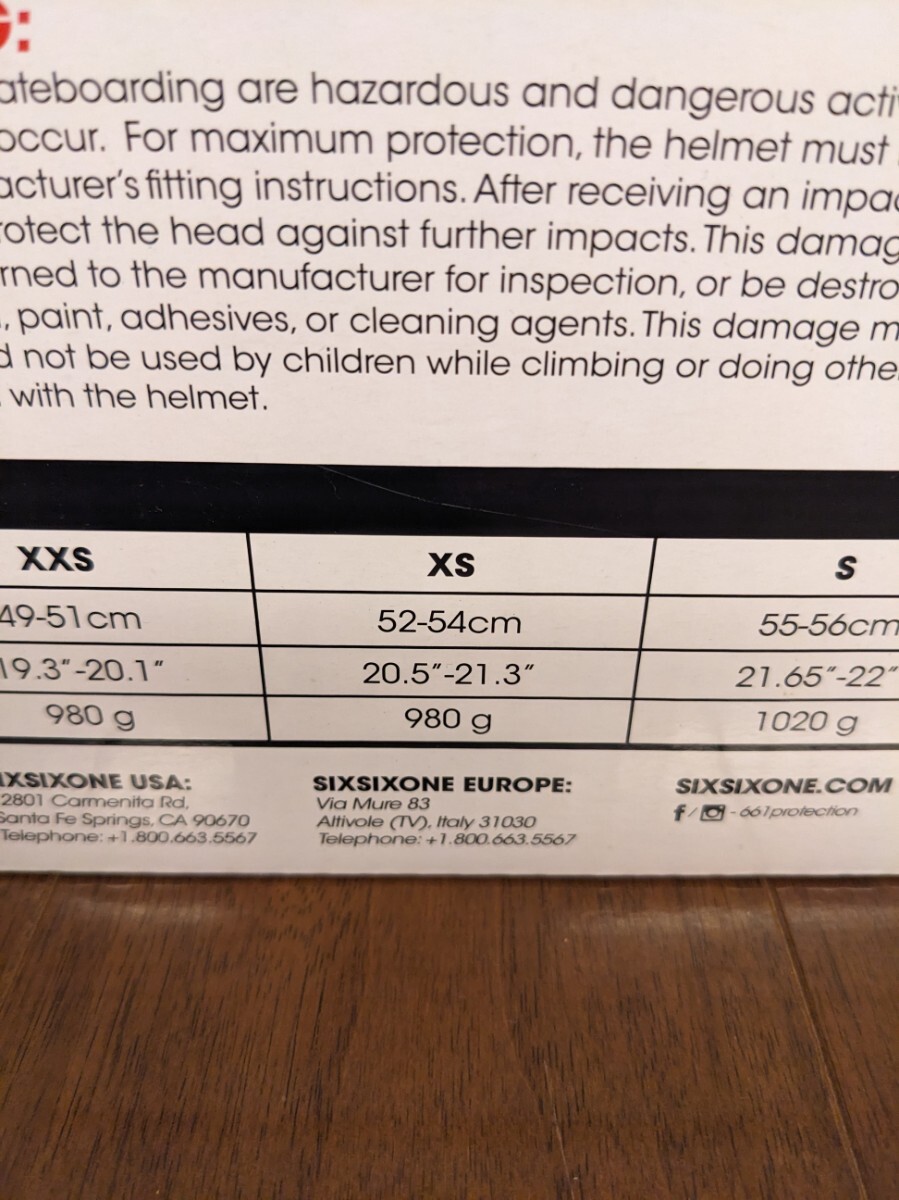 G:
ateboarding are hazardous and dangerous acti
occur. For maximum protection, the helmet must
acturer's fitting instructions. After receiving an impac
rotect the head against further impacts. This damag
rned to the manufacturer for inspection, or be destro
, paint, adhesives, or cleaning agents. This damage m
d not be used by children while climbing or doing othe
with the helmet.
XXS XS S
49-51cm 52-54cm 55-56cm
19.3"-20.1" 20.5"-21.3" 21.65"-22"
980 g 980 g 1020 g
IXSIXONE USA: SIXSIXONE EUROPE: SIXSIXONE.COM
2801 Carmenita Rd, Via Mure 83 f/ - 661protection
Santa Fe Springs, CA 90670 Altivole (TV), Italy 31030
Telephone: +1.800.663.5567 Telephone: +1.800.663.5567